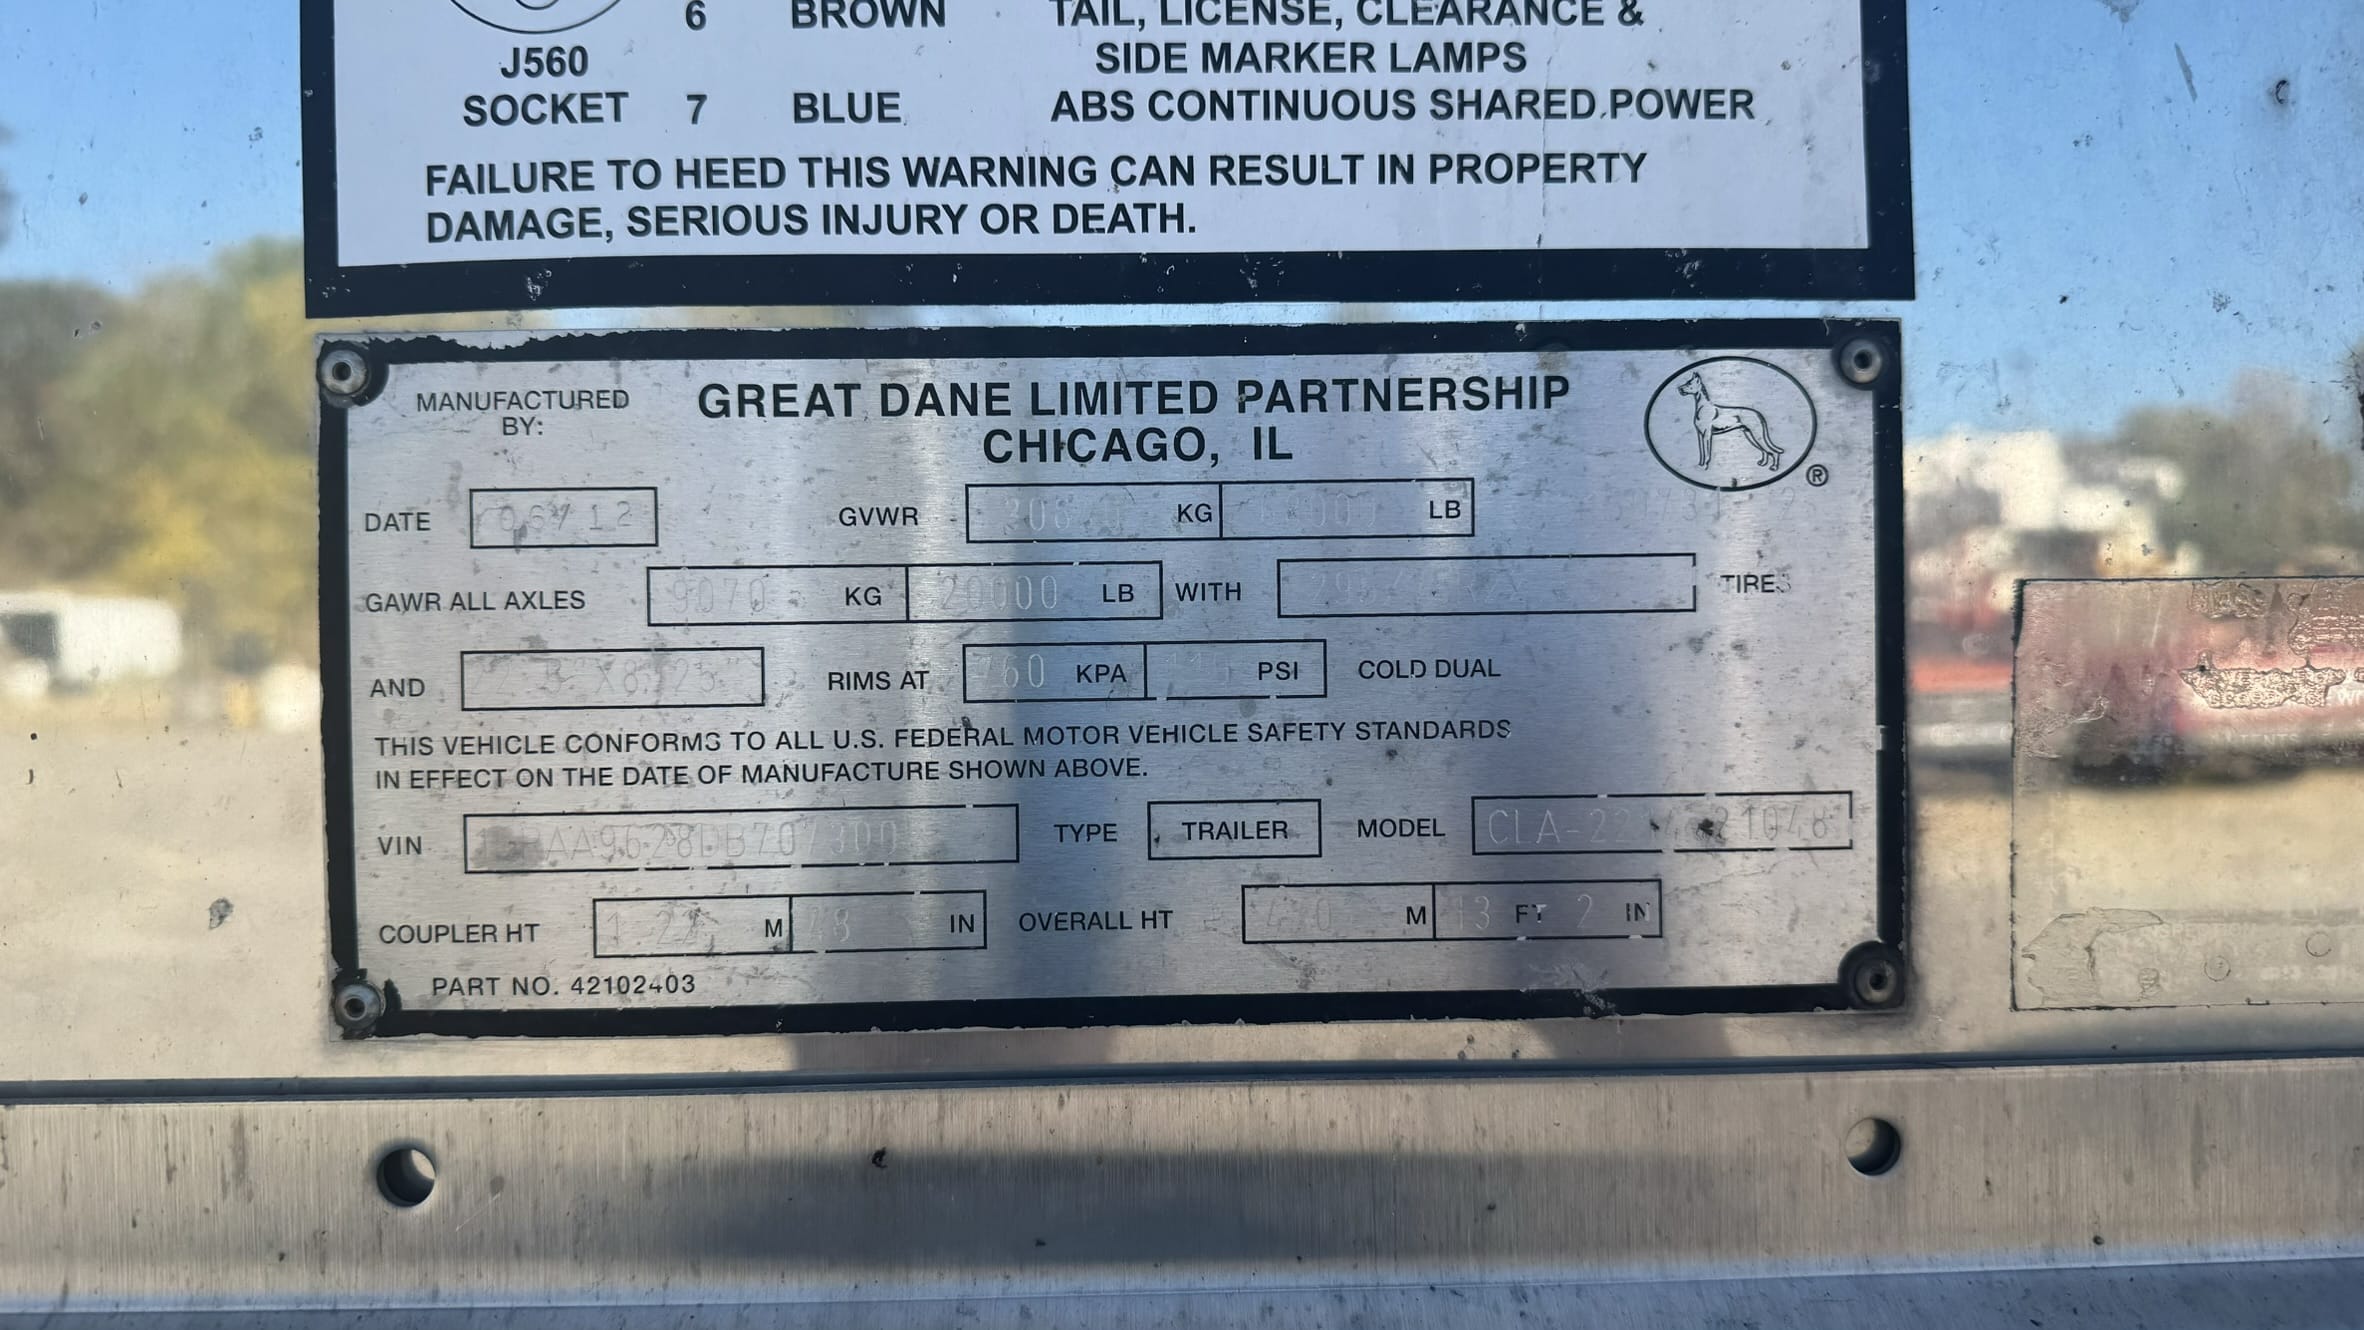 6 BROWN TAIL, LICENSE, CLEARANCE &
J560 SIDE MARKER LAMPS
SOCKET 7 BLUE ABS CONTINUOUS SHARED POWER
FAILURE TO HEED THIS WARNING CAN RESULT IN PROPERTY
DAMAGE, SERIOUS INJURY OR DEATH.
MANUFACTURED GREAT DANE LIMITED PARTNERSHIP
BY: CHICAGO, IL
®
DATE 06/12 GVWR KG LB
GAWR ALL AXLES 9070 KG 20000 LB WITH TIRES
AND RIMS AT 760 KPA PSI COLD DUAL
THIS VEHICLE CONFORMS TO ALL U.S. FEDERAL MOTOR VEHICLE SAFETY STANDARDS
IN EFFECT ON THE DATE OF MANUFACTURE SHOWN ABOVE.
VIN TYPE TRAILER MODEL
COUPLER HT M 48 IN OVERALL HT M 13 FT 2 IN
PART NO. 42102403